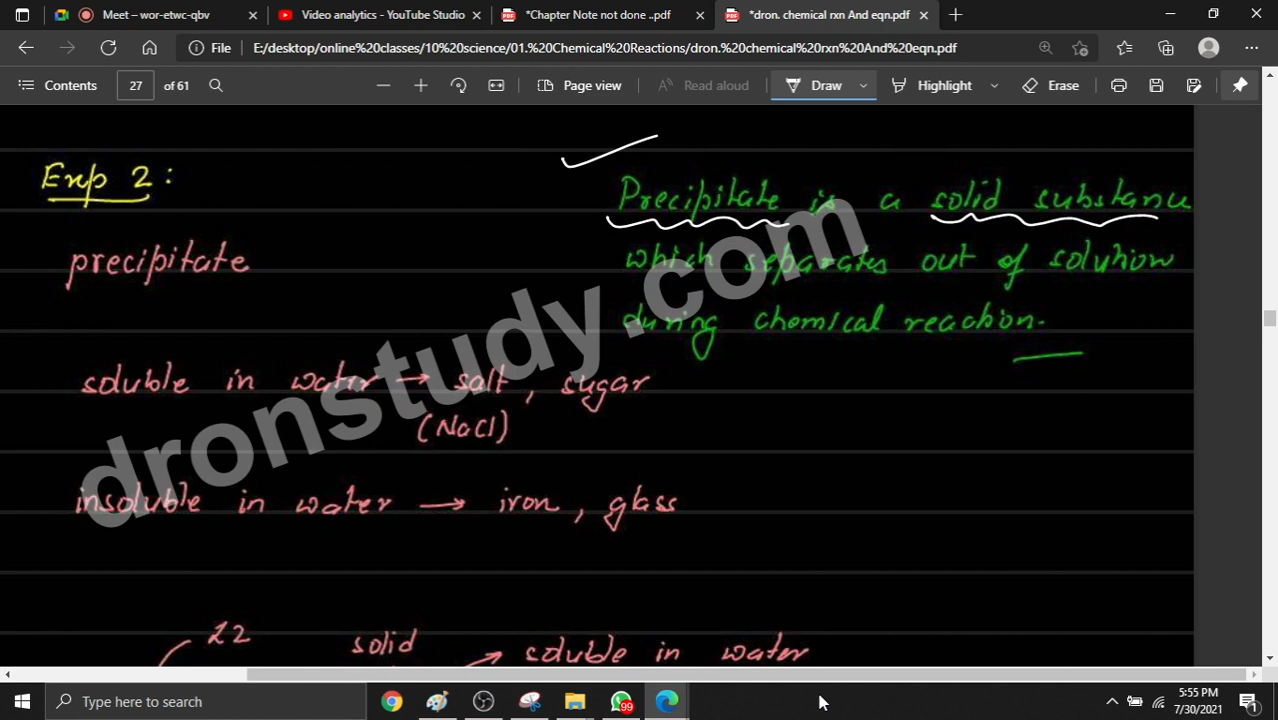 Meet – wor-etwc-qbv
Video analytics - YouTube Studio
*Chapter Note not done ..pdf
*dron. chemical rxn And eqn.pdf
File
E:/desktop/online%20classes/10%20science/01.%20Chemical%20Reactions/dron.%20chemical%20rxn%20And%20eqn.pdf
Contents
27
of 61
Page view
Read aloud
Draw
Highlight
Erase
Exp 2:
Precipitate is a solid substance
which separates out of solution
during chemical reaction.
precipitate
soluble in water → salt, sugar
(NaCl)
insoluble in water → iron, glass
dronstudy.com
22
solid
soluble in water
Type here to search
99
5:55 PM
7/30/2021
1